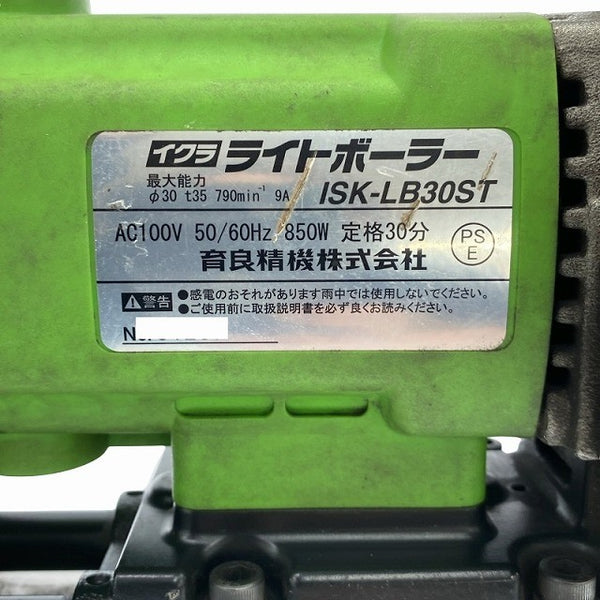 イクラ ライトボーラー
最大能力
φ30 t35 790min⁻¹ 9A ISK-LB30ST
AC100V 50/60Hz 850W 定格30分
PS
E
育良精機株式会社
警告 ●感電のおそれがあります雨中では使用しないでください。
●ご使用前に取扱説明書を必ず良くお読みください。